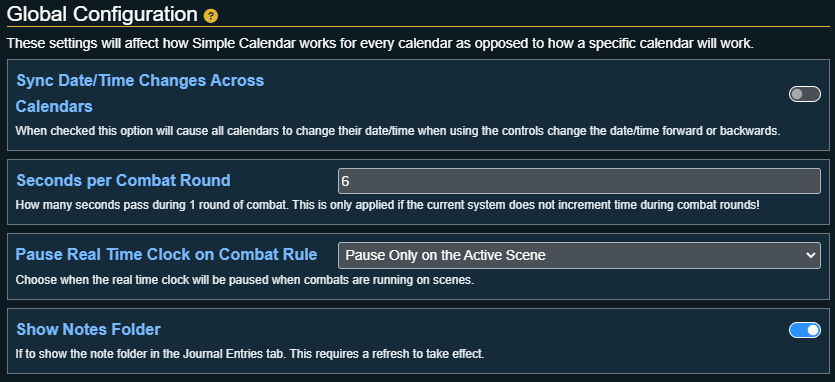 Global Configuration ?
These settings will affect how Simple Calendar works for every calendar as opposed to how a specific calendar will work.
Sync Date/Time Changes Across
Calendars
When checked this option will cause all calendars to change their date/time when using the controls change the date/time forward or backwards.
Seconds per Combat Round
6
How many seconds pass during 1 round of combat. This is only applied if the current system does not increment time during combat rounds!
Pause Real Time Clock on Combat Rule
Pause Only on the Active Scene
Choose when the real time clock will be paused when combats are running on scenes.
Show Notes Folder
If to show the note folder in the Journal Entries tab. This requires a refresh to take effect.